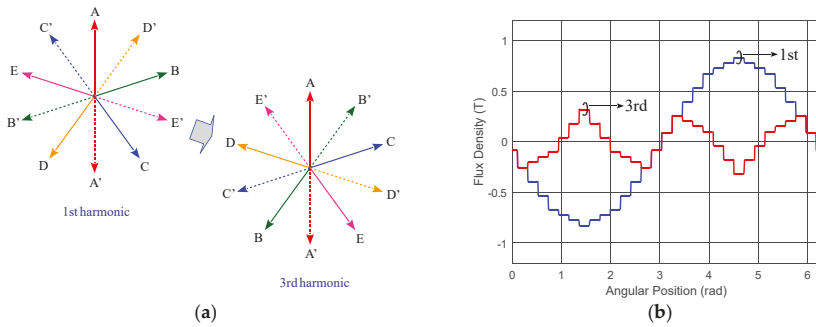 A
C'
D'
E
B
B'
E'
D
C
A'
1st harmonic
A
E'
B'
D
C
C'
D'
B
E
A'
3rd harmonic
(a)
1
0.5
0
-0.5
-1
Flux Density (T)
1st
3rd
0 1 2 3 4 5 6
Angular Position (rad)
(b)